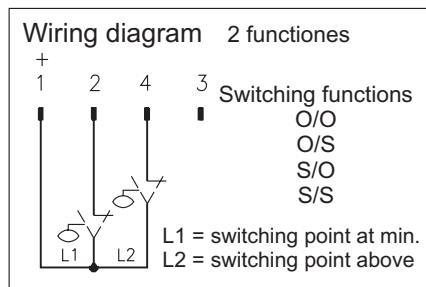 Wiring diagram 2 functiones
+
1 2 4 3
Switching functions
O/O
O/S
S/O
S/S
L1 L2
L1 = switching point at min.
L2 = switching point above